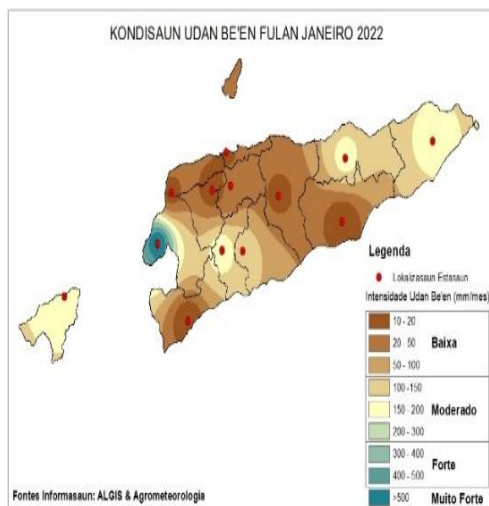 KONDISAUN UDAN BE'EN FULAN JANEIRO 2022
Legenda
Lokalizasaun Estasaun
Intensidade Udan Be'en (mm/mes)
10 - 20
20 - 50
Baixa
50 - 100
100 -150
150 - 200
Moderado
200 - 300
300 - 400
Forte
400 - 500
>500
Muito Forte
Fontes Informasaun: ALGIS & Agrometeorologia